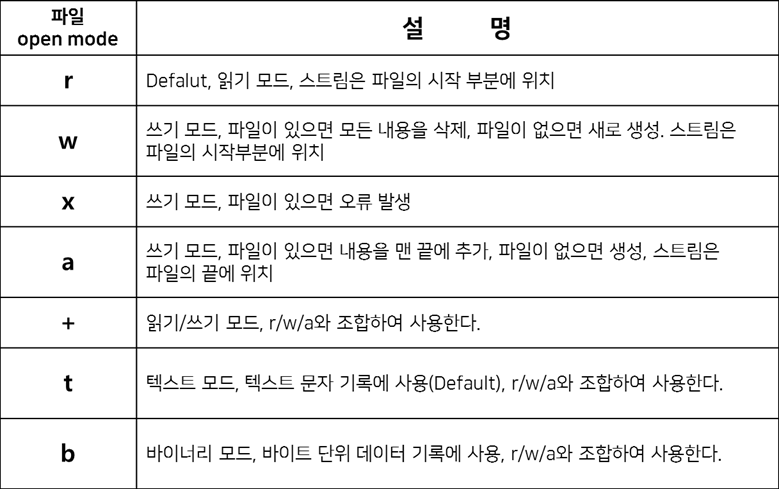 파일
open mode
설 명
r
Defalut, 읽기 모드, 스트림은 파일의 시작 부분에 위치
w
쓰기 모드, 파일이 있으면 모든 내용을 삭제, 파일이 없으면 새로 생성. 스트림은
파일의 시작부분에 위치
x
쓰기 모드, 파일이 있으면 오류 발생
a
쓰기 모드, 파일이 있으면 내용을 맨 끝에 추가, 파일이 없으면 생성, 스트림은
파일의 끝에 위치
+
읽기/쓰기 모드, r/w/a와 조합하여 사용한다.
t
텍스트 모드, 텍스트 문자 기록에 사용(Default), r/w/a와 조합하여 사용한다.
b
바이너리 모드, 바이트 단위 데이터 기록에 사용, r/w/a와 조합하여 사용한다.